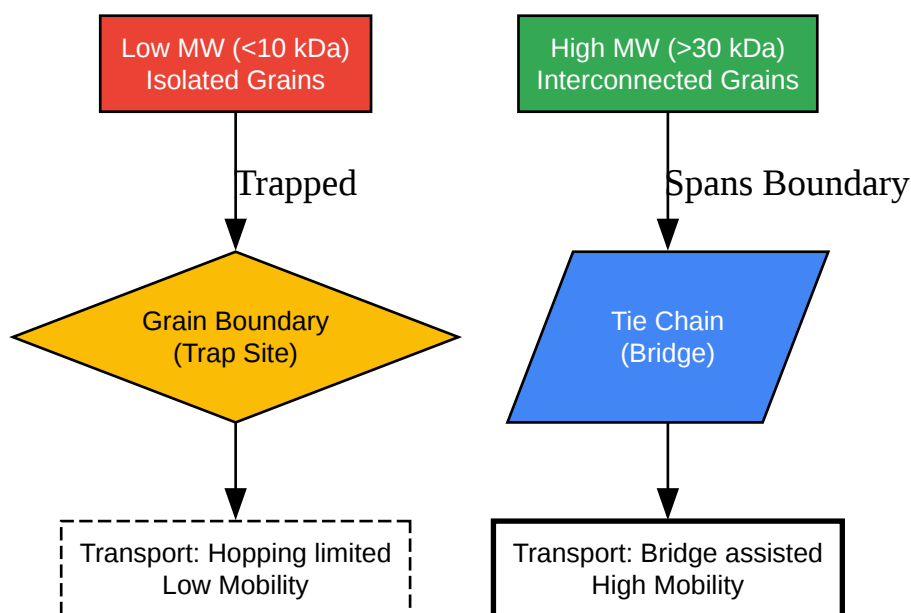 Low MW (<10 kDa)
Isolated Grains
Trapped
Grain Boundary
(Trap Site)
Transport: Hopping limited
Low Mobility
High MW (>30 kDa)
Interconnected Grains
Spans Boundary
Tie Chain
(Bridge)
Transport: Bridge assisted
High Mobility